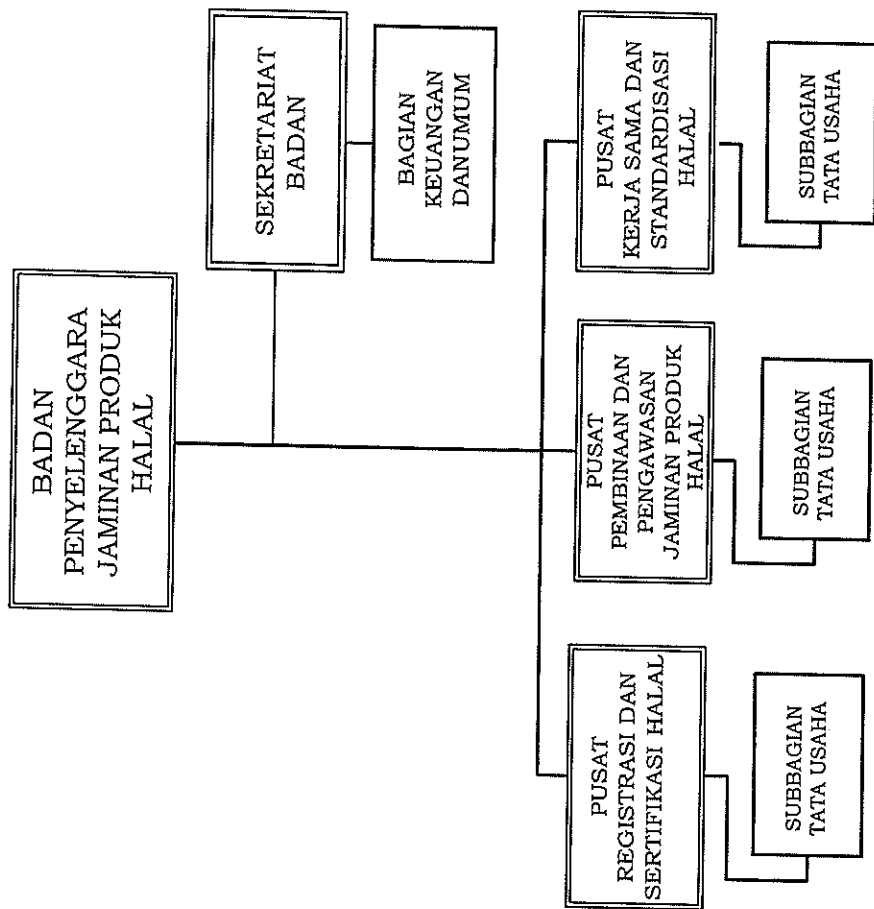 BADAN
PENYELENGGARA
JAMINAN PRODUK
HALAL
SEKRETARIAT
BADAN
BAGIAN
KEUANGAN
DANUMUM
PUSAT
REGISTRASI DAN
SERTIFIKASI HALAL
PUSAT
PEMBINAAN DAN
PENGAWASAN
JAMINAN PRODUK
HALAL
PUSAT
KERJA SAMA DAN
STANDARDISASI
HALAL
SUBBAGIAN
TATA USAHA
SUBBAGIAN
TATA USAHA
SUBBAGIAN
TATA USAHA